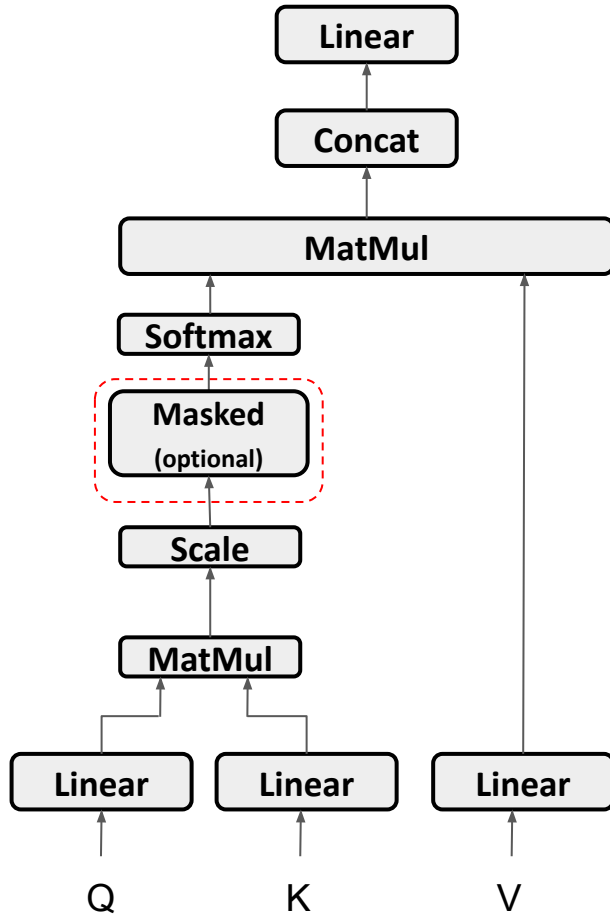 Linear
Concat
MatMul
Softmax
Masked
(optional)
Scale
MatMul
Linear
Linear
Linear
Q
K
V